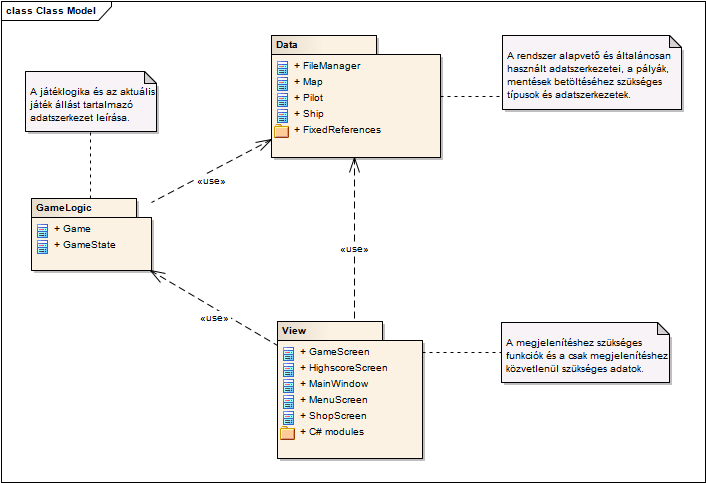 class Class Model
Data
+ FileManager
+ Map
+ Pilot
+ Ship
+ FixedReferences
A rendszer alapvető és általánosan
használt adatszerkezetei, a pályák,
mentések betöltéséhez szükséges
típusok és adatszerkezetek.
A játéklogika és az aktuális
játék állást tartalmazó
adatszerkezet leírása.
«use»
GameLogic
+ Game
+ GameState
«use»
«use»
View
+ GameScreen
+ HighscoreScreen
+ MainWindow
+ MenuScreen
+ ShopScreen
+ C# modules
A megjelenítéshez szükséges
funkciók és a csak megjelenítéshez
közvetlenül szükséges adatok.